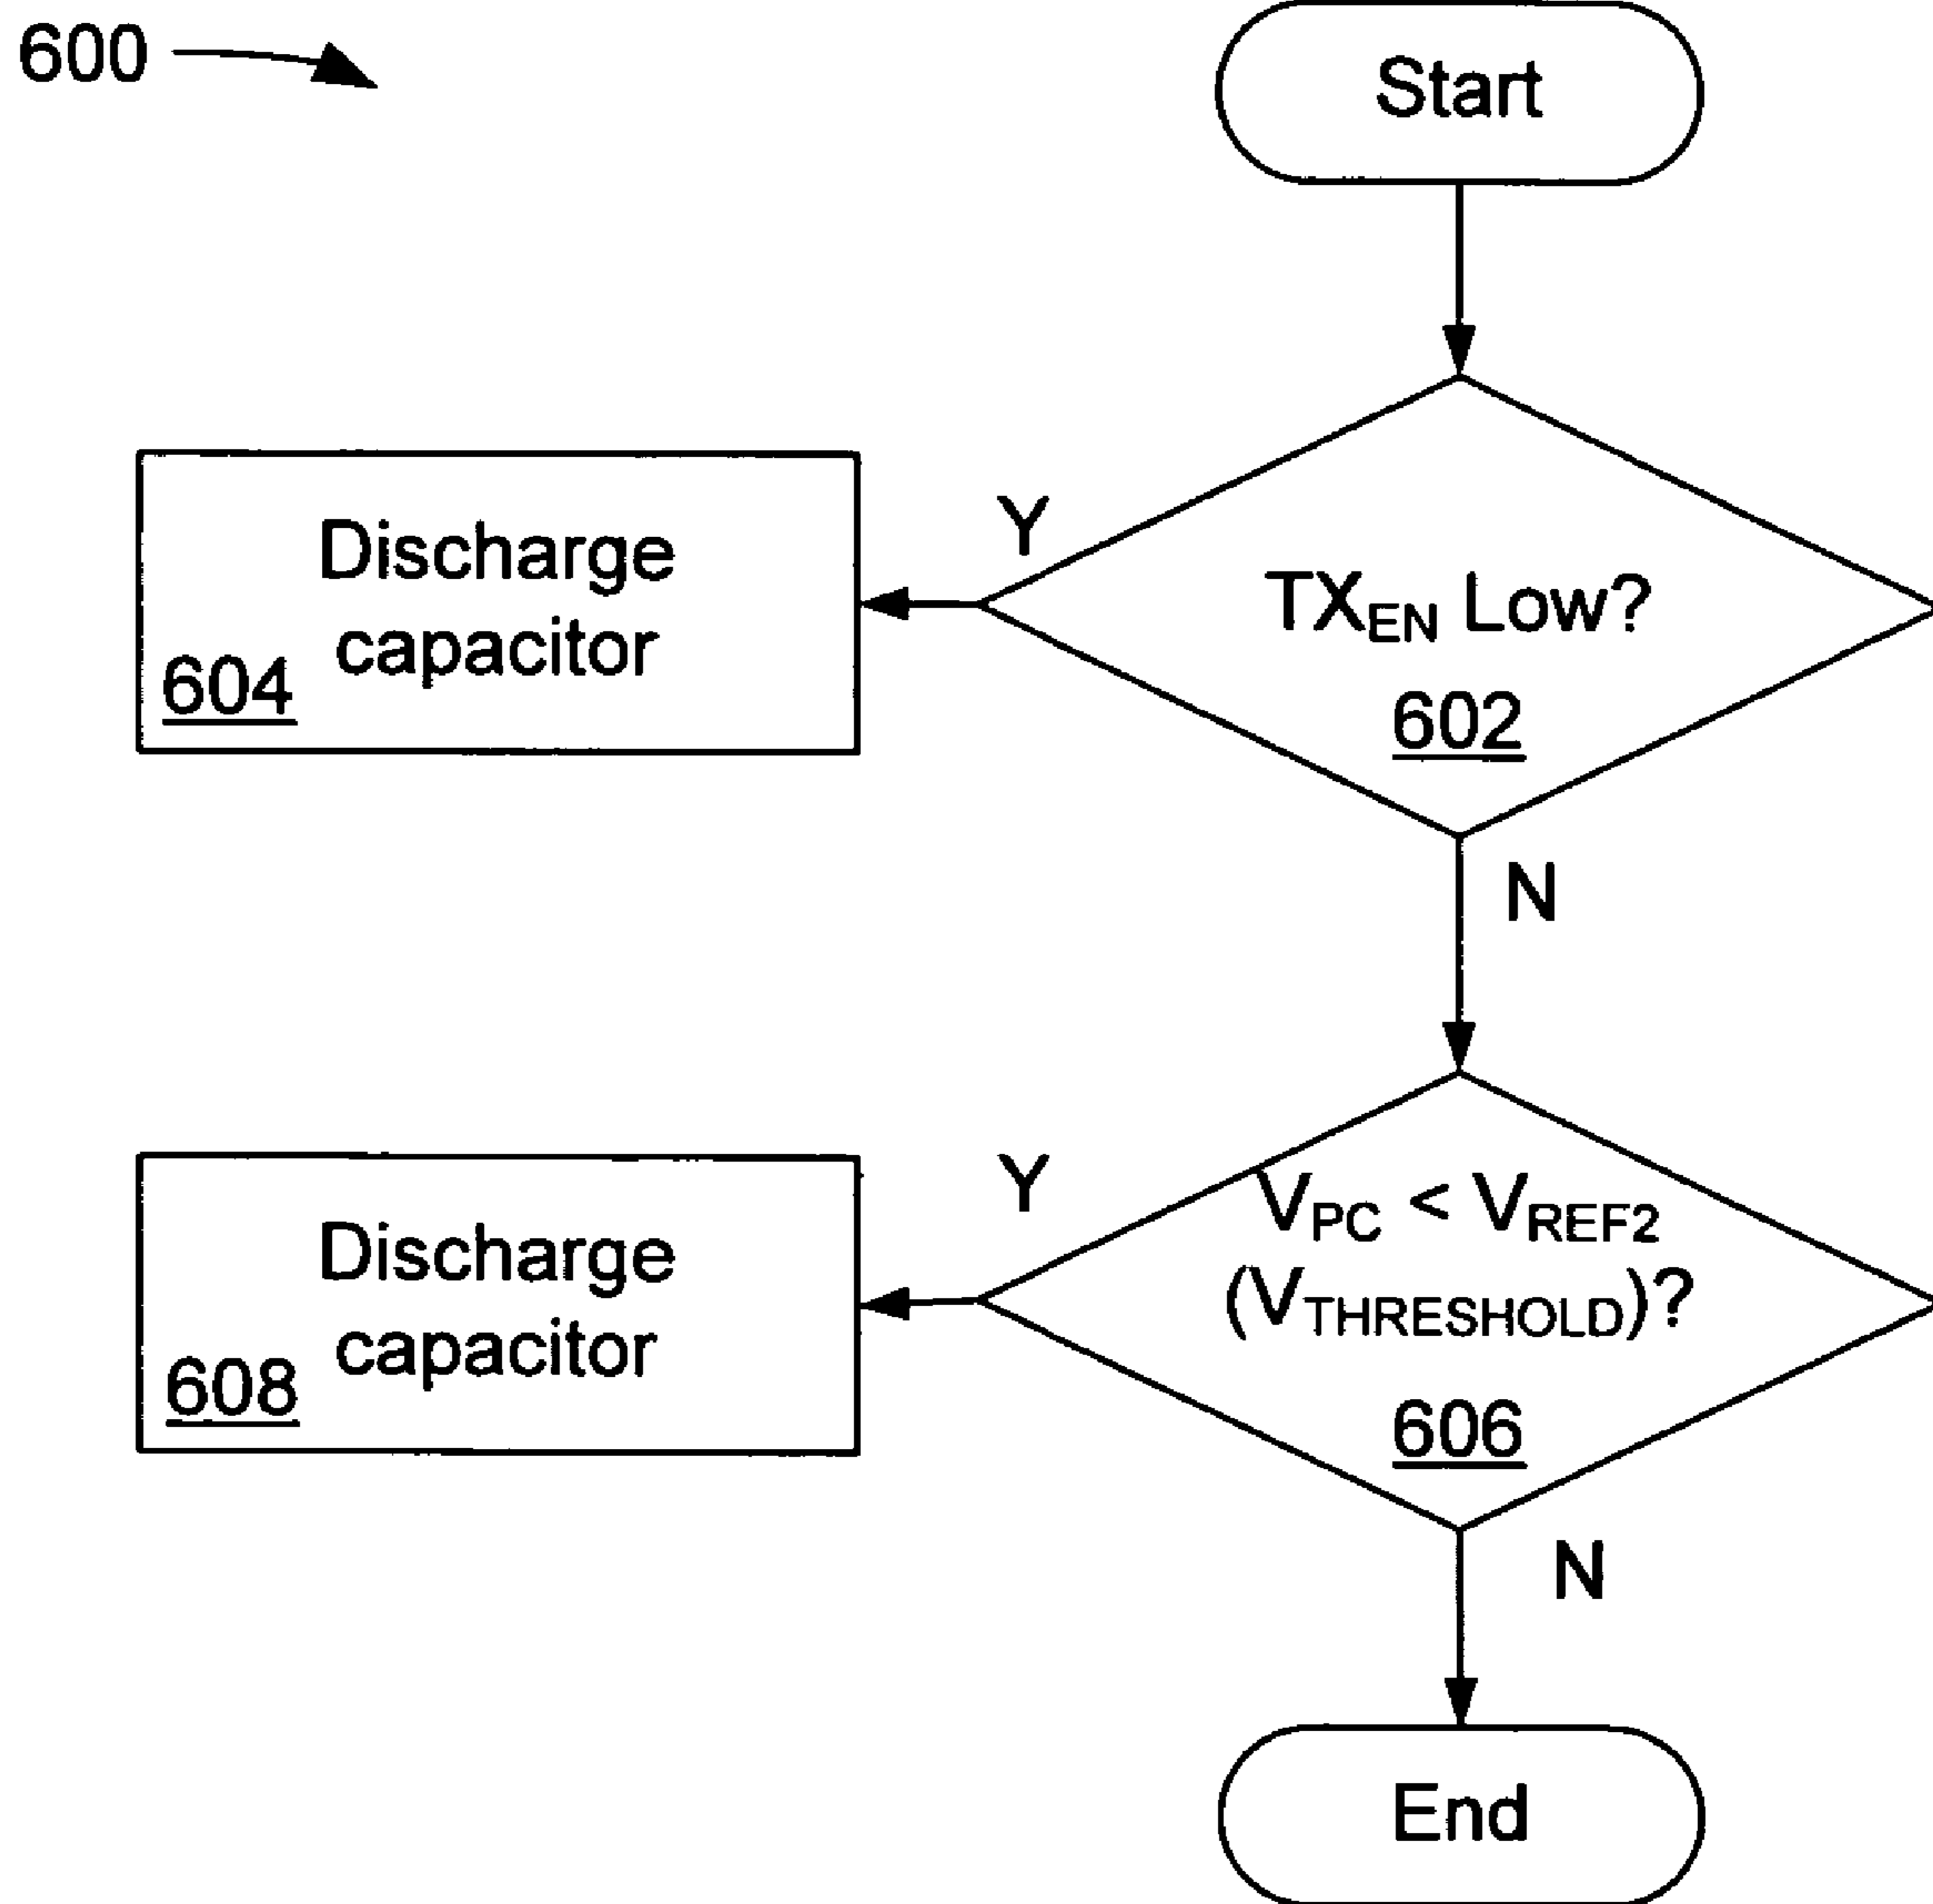 600
Start
Y
Discharge
capacitor
604
TXEN Low?
602
N
Y
Discharge
capacitor
608
VPC < VREF2
(VTHRESHOLD)?
606
N
End